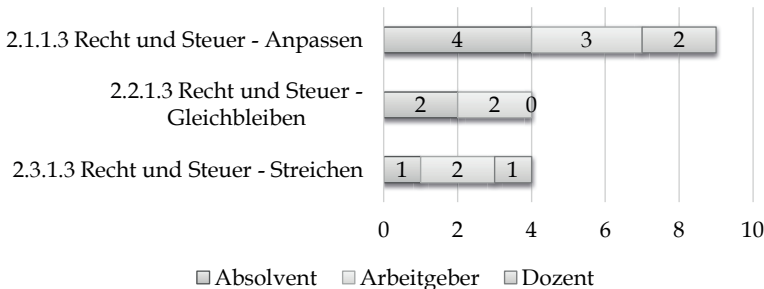 2.1.1.3 Recht und Steuer - Anpassen
4 3 2
2.2.1.3 Recht und Steuer -
Gleichbleiben
2 2 0
2.3.1.3 Recht und Steuer - Streichen
1 2 1
0 2 4 6 8 10
Absolvent Arbeitgeber Dozent